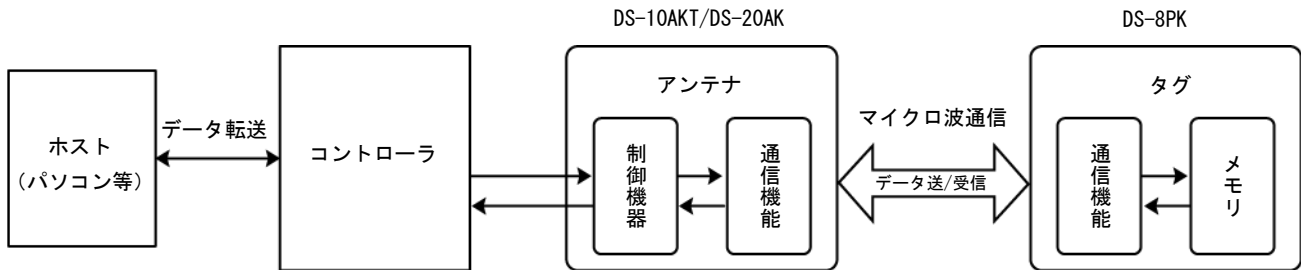 DS-10AKT/DS-20AK
DS-8PK
ホスト
（パソコン等）
データ転送
コントローラ
アンテナ
制御機器
通信機能
マイクロ波通信
データ送/受信
タグ
通信機能
メモリ